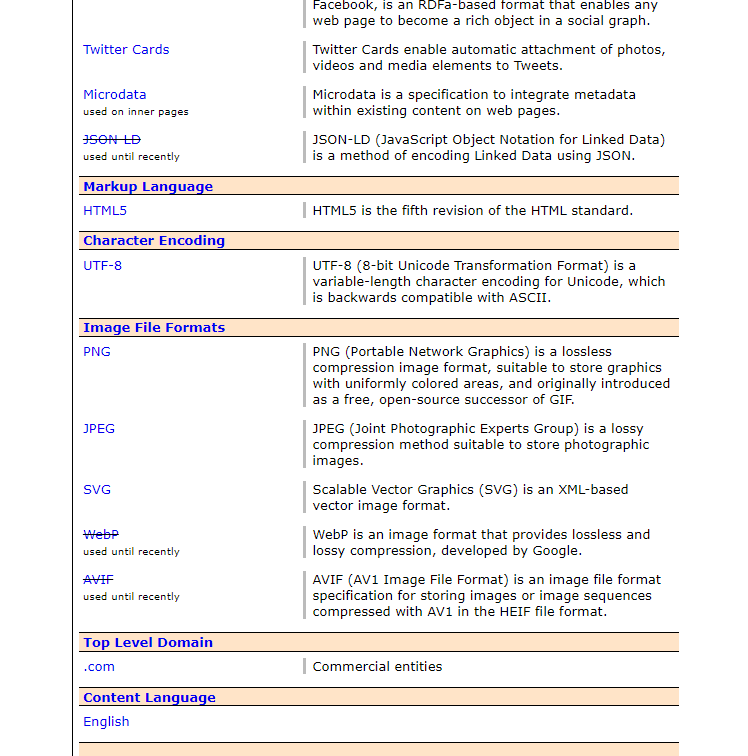 Facebook, is an RDFa-based format that enables any
web page to become a rich object in a social graph.
Twitter Cards
Twitter Cards enable automatic attachment of photos,
videos and media elements to Tweets.
Microdata
used on inner pages
Microdata is a specification to integrate metadata
within existing content on web pages.
JSON-LD
used until recently
JSON-LD (JavaScript Object Notation for Linked Data)
is a method of encoding Linked Data using JSON.
Markup Language
HTML5
HTML5 is the fifth revision of the HTML standard.
Character Encoding
UTF-8
UTF-8 (8-bit Unicode Transformation Format) is a
variable-length character encoding for Unicode, which
is backwards compatible with ASCII.
Image File Formats
PNG
PNG (Portable Network Graphics) is a lossless
compression image format, suitable to store graphics
with uniformly colored areas, and originally introduced
as a free, open-source successor of GIF.
JPEG
JPEG (Joint Photographic Experts Group) is a lossy
compression method suitable to store photographic
images.
SVG
Scalable Vector Graphics (SVG) is an XML-based
vector image format.
WebP
used until recently
WebP is an image format that provides lossless and
lossy compression, developed by Google.
AVIF
used until recently
AVIF (AV1 Image File Format) is an image file format
specification for storing images or image sequences
compressed with AV1 in the HEIF file format.
Top Level Domain
.com
Commercial entities
Content Language
English